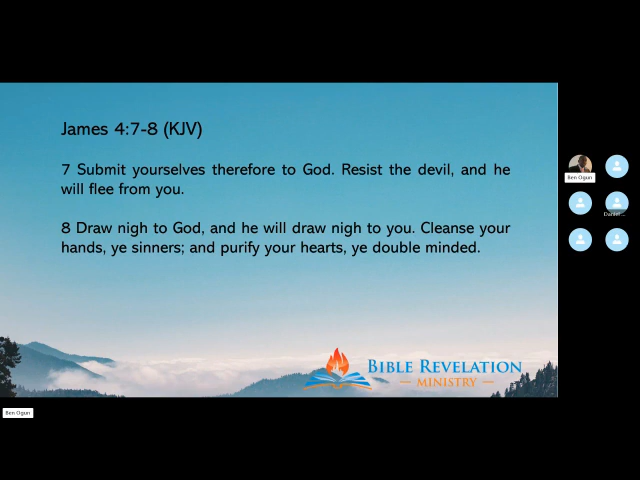 James 4:7-8 (KJV)
7 Submit yourselves therefore to God. Resist the devil, and he
will flee from you.
8 Draw nigh to God, and he will draw nigh to you. Cleanse your
hands, ye sinners; and purify your hearts, ye double minded.
BIBLE REVELATION
MINISTRY
Ben Ogun
Ben Ogun